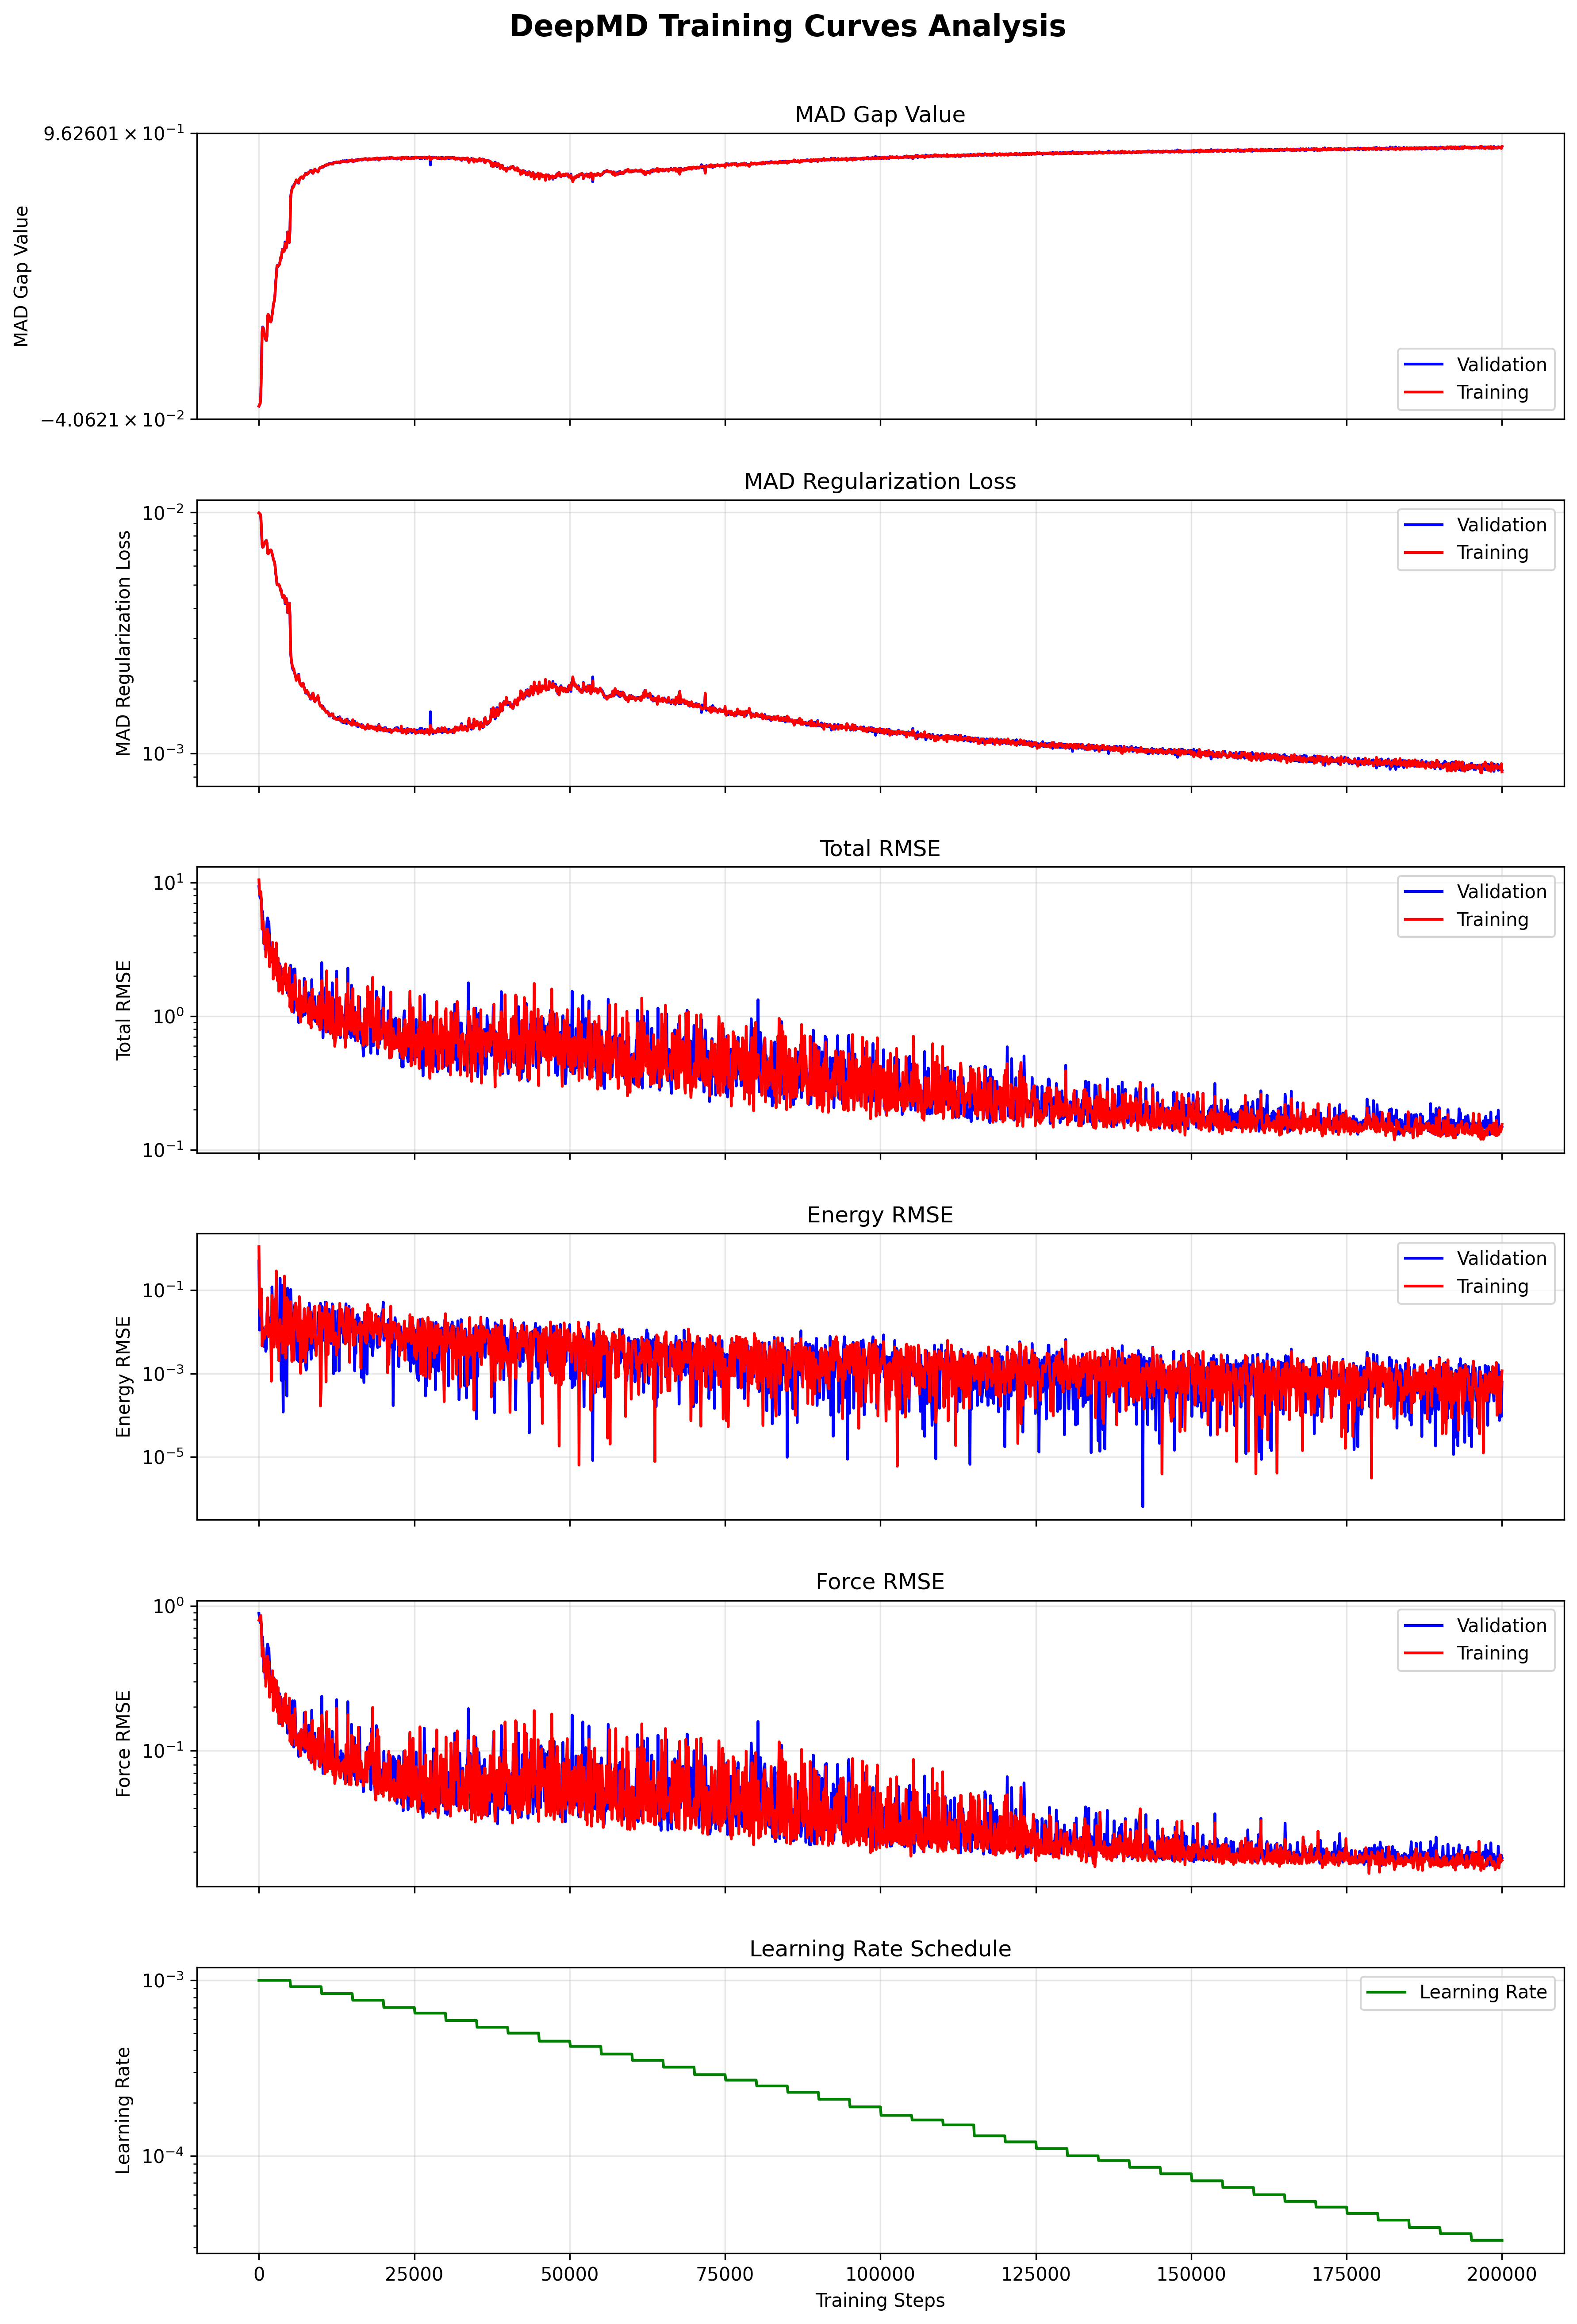 DeepMD Training Curves Analysis
MAD Gap Value
9.62601 × 10⁻¹
MAD Gap Value
−4.0621 × 10⁻²
Validation
Training
MAD Regularization Loss
10⁻²
MAD Regularization Loss
10⁻³
Validation
Training
Total RMSE
10¹
Total RMSE
10⁰
10⁻¹
Validation
Training
Energy RMSE
10⁻¹
Energy RMSE
10⁻³
10⁻⁵
Validation
Training
Force RMSE
10⁰
Force RMSE
10⁻¹
Validation
Training
Learning Rate Schedule
10⁻³
Learning Rate
10⁻⁴
Learning Rate
0 25000 50000 75000 100000 125000 150000 175000 200000
Training Steps